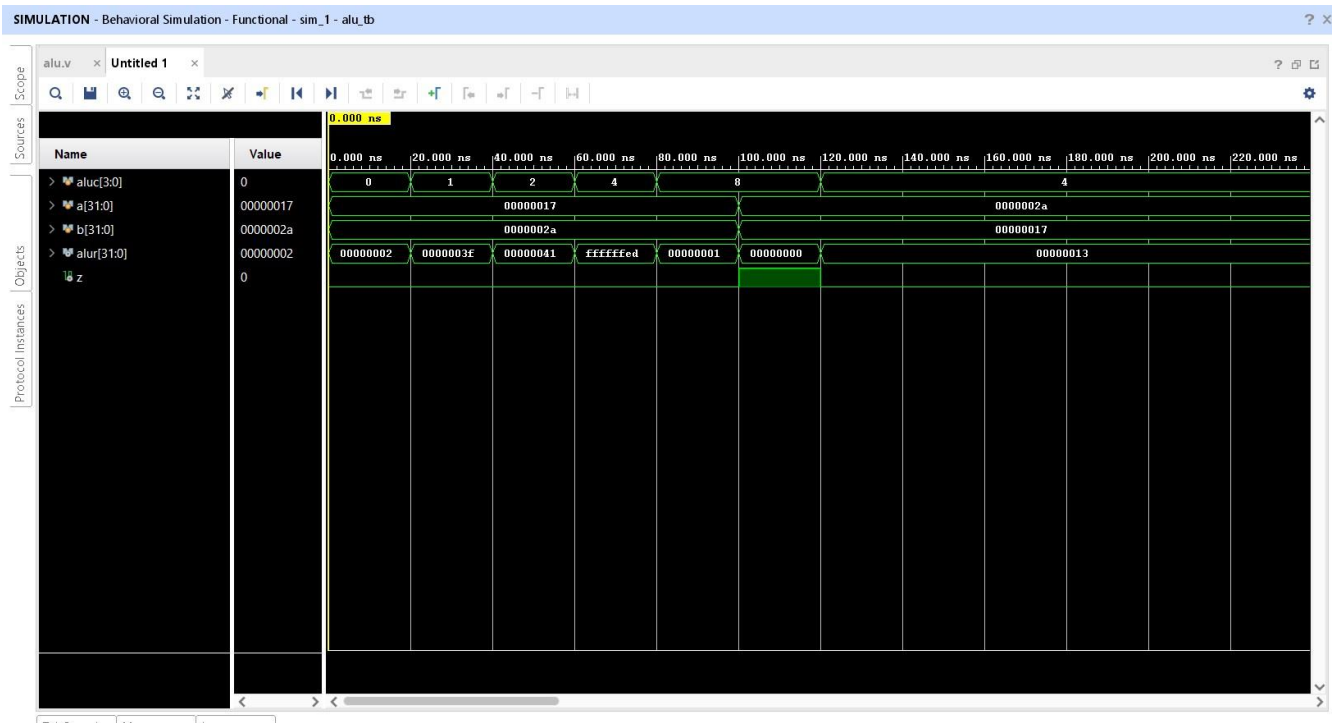 SIMULATION - Behavioral Simulation - Functional - sim_1 - alu_tb ? ×
Scope
Sources
Objects
Protocol Instances
alu.v × Untitled 1 × ?
0.000 ns
Name Value
0.000 ns 20.000 ns 40.000 ns 60.000 ns 80.000 ns 100.000 ns 120.000 ns 140.000 ns 160.000 ns 180.000 ns 200.000 ns 220.000 ns
> aluc[3:0] 0 0 1 2 4 8 4
> a[31:0] 00000017 00000017 0000002a
> b[31:0] 0000002a 0000002a 00000017
> alur[31:0] 00000002 00000002 0000003f 00000041 ffffffed 00000001 00000000 00000013
z 0